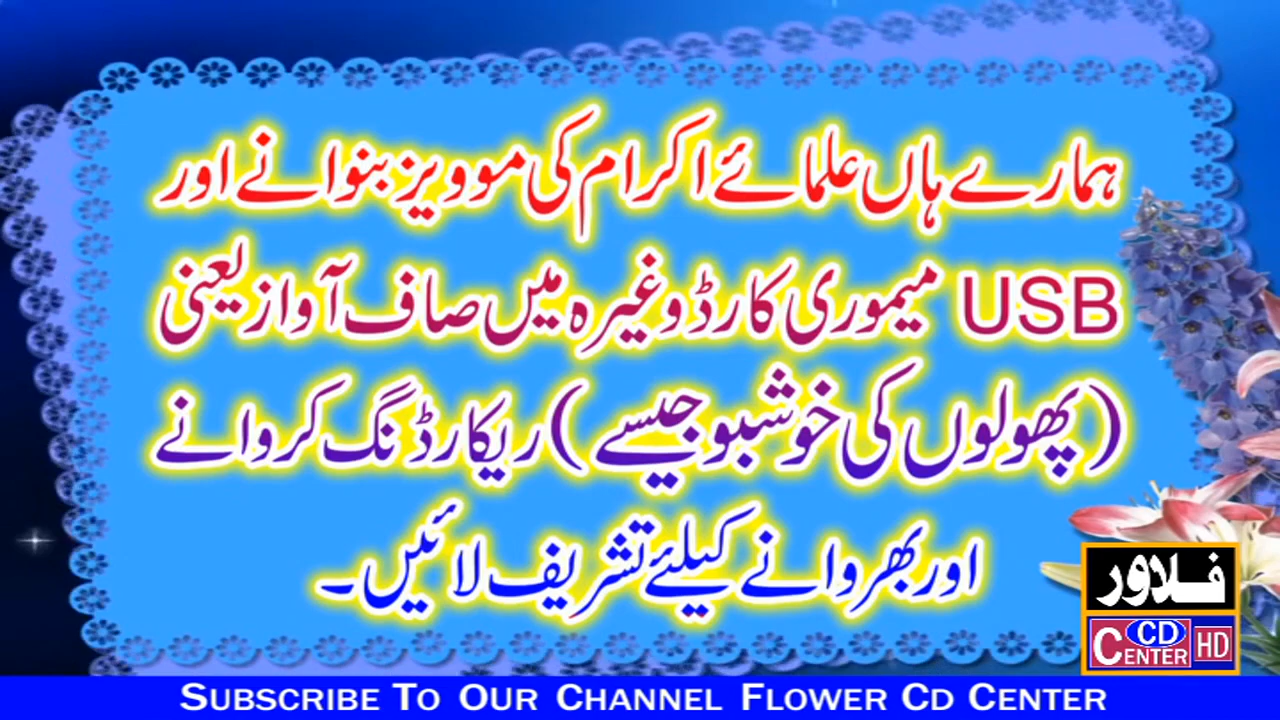 ہمارے ہاں علمائے اکرام کی موویز بنوانے اور
USB میموری کارڈ وغیرہ میں صاف آواز یعنی
(پھولوں کی خوشبو جیسے) ریکارڈنگ کروانے
اور بھروانے کیلئے تشریف لائیں۔
فلاور
CD CENTER HD
SUBSCRIBE TO OUR CHANNEL FLOWER CD CENTER